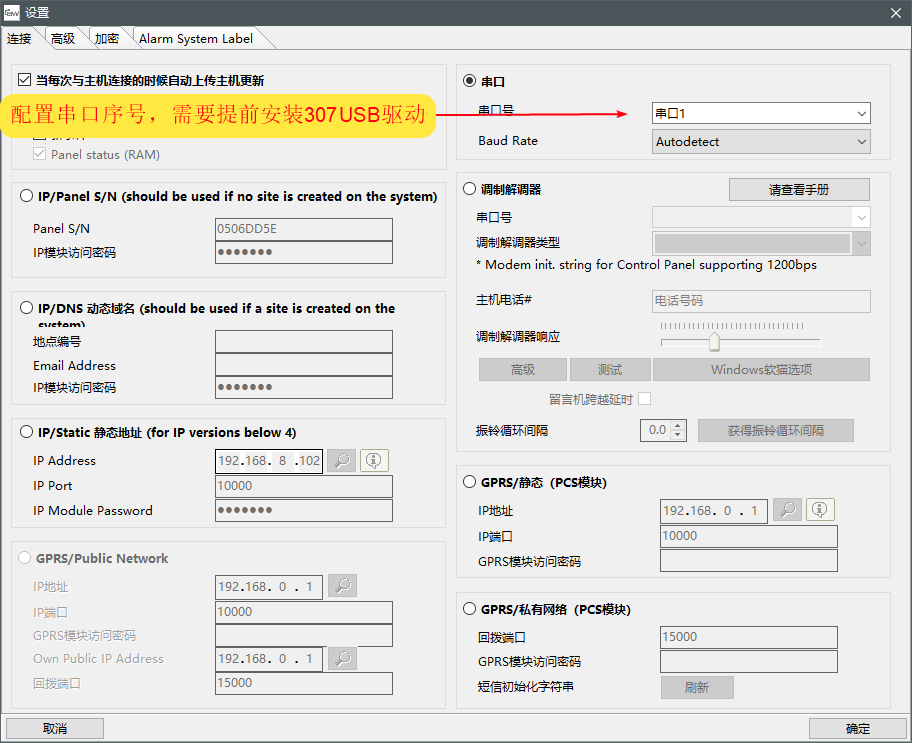 设置
连接
高级
加密
Alarm System Label
当每次与主机连接的时候自动上传主机更新
配置串口序号，需要提前安装307USB驱动
Panel status (RAM)
IP/Panel S/N (should be used if no site is created on the system)
Panel S/N
0506DD5E
IP模块访问密码
●●●●●●●
IP/DNS 动态域名 (should be used if a site is created on the
system)
地点编号
Email Address
IP模块访问密码
●●●●●●●
IP/Static 静态地址 (for IP versions below 4)
IP Address
192.168. 8 .102
IP Port
10000
IP Module Password
●●●●●●●
GPRS/Public Network
IP地址
192.168. 0 . 1
IP端口
10000
GPRS模块访问密码
Own Public IP Address
192.168. 0 . 1
回拨端口
15000
串口
串口号
串口1
Baud Rate
Autodetect
调制解调器
请查看手册
串口号
调制解调器类型
* Modem init. string for Control Panel supporting 1200bps
主机电话#
电话号码
调制解调器响应
高级
测试
Windows软猫选项
留言机跨越延时
振铃循环间隔
0.0
获得振铃循环间隔
GPRS/静态（PCS模块)
IP地址
192.168. 0 . 1
IP端口
10000
GPRS模块访问密码
GPRS/私有网络（PCS模块)
回拨端口
15000
GPRS模块访问密码
短信初始化字符串
刷新
取消
确定